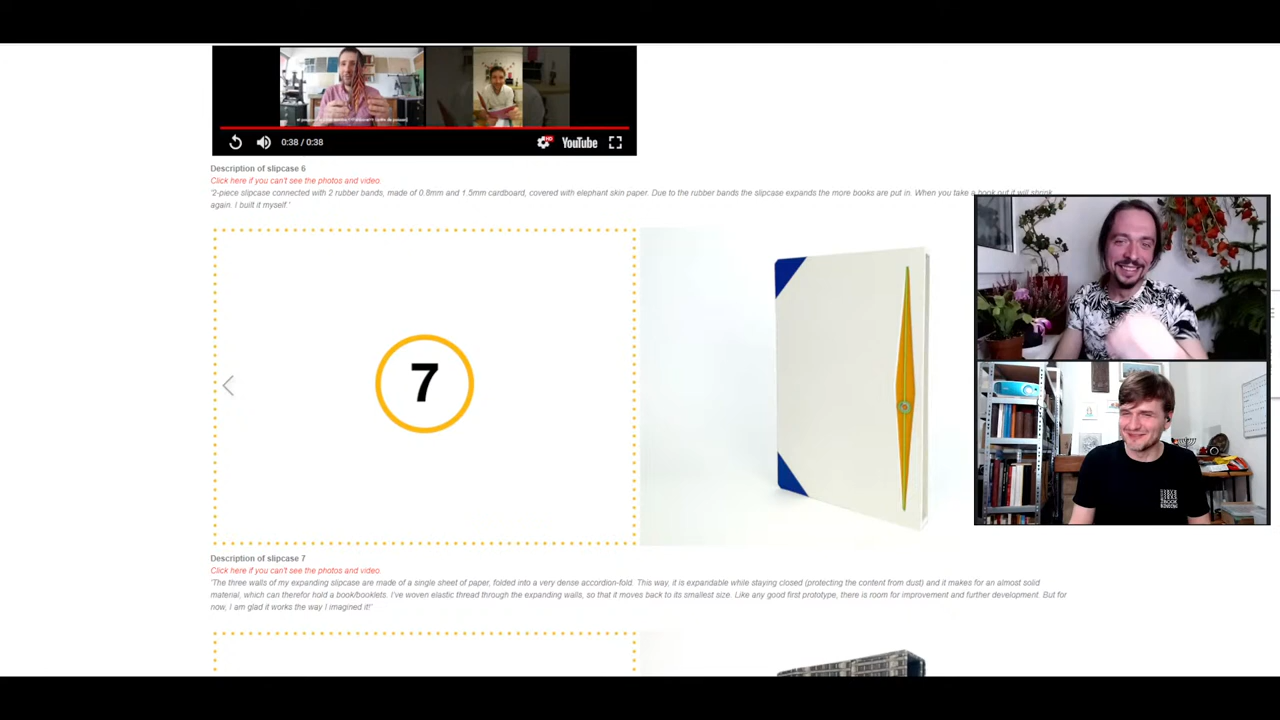 0:38 / 0:38
HD
YouTube
Description of slipcase 6
Click here if you can't see the photos and video.
'2-piece slipcase connected with 2 rubber bands, made of 0.8mm and 1.5mm cardboard, covered with elephant skin paper. Due to the rubber bands the slipcase expands the more books are put in. When you take a book out it will shrink
again. I built it myself.'
7
Description of slipcase 7
Click here if you can't see the photos and video.
'The three walls of my expanding slipcase are made of a single sheet of paper, folded into a very dense accordion-fold. This way, it is expandable while staying closed (protecting the content from dust) and it makes for an almost solid
material, which can therefor hold a book/booklets. I've woven elastic thread through the expanding walls, so that it moves back to its smallest size. Like any good first prototype, there is room for improvement and further development. But for
now, I am glad it works the way I imagined it!'